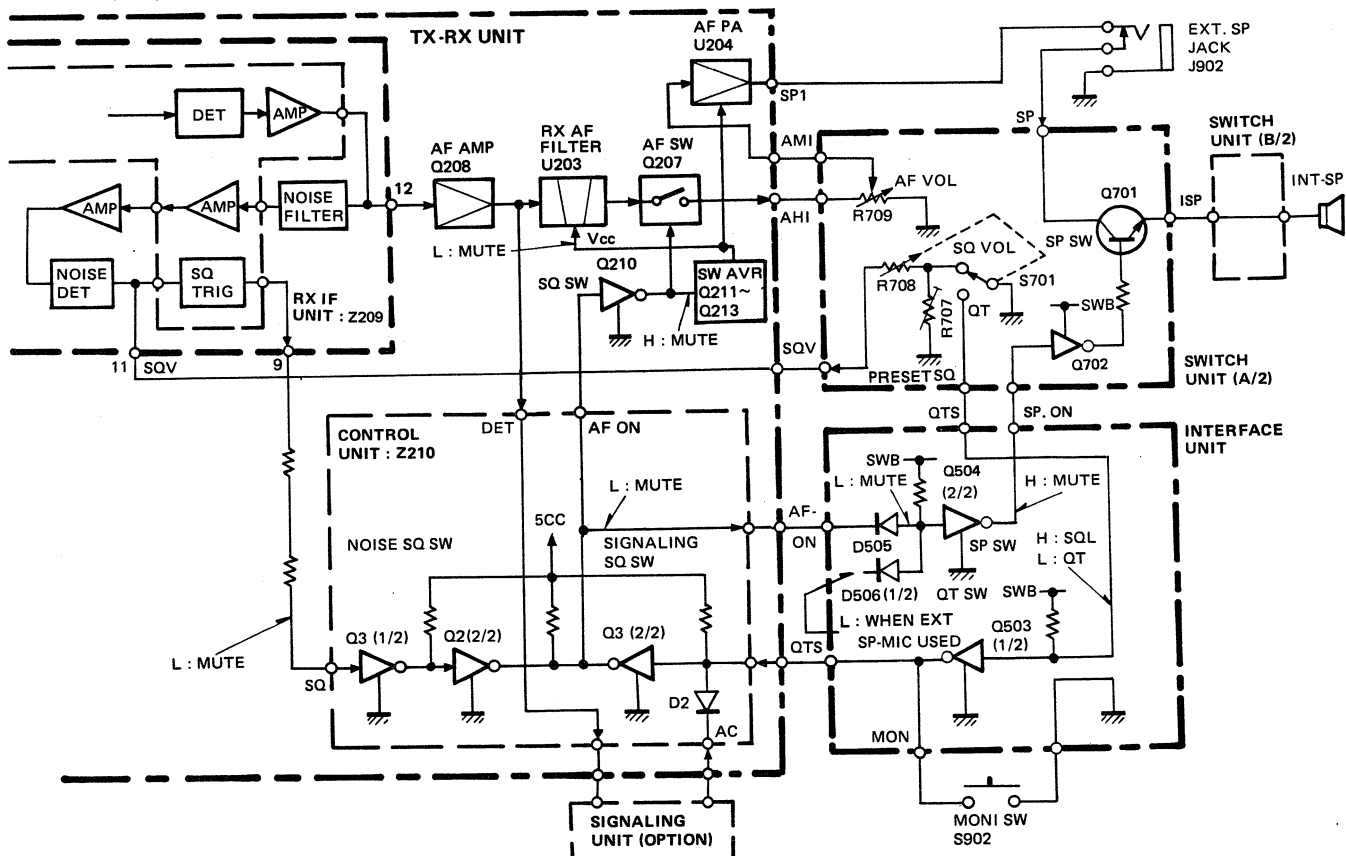 TX-RX UNIT
AF PA
U204
EXT. SP
JACK
J902
SP1
SP
DET
AMP
AF AMP
Q208
RX AF
FILTER
U203
AF SW
Q207
AMI
SWITCH
UNIT (B/2)
Q701
ISP
INT-SP
AF VOL
R709
AHI
SP SW
AMP
AMP
NOISE
FILTER
12
L : MUTE
Vcc
Q210
SQ SW
SW AVR
Q211~
Q213
SQ VOL
R708
S701
QT
R707
SWB
Q702
NOISE
DET
SQ
TRIG
RX IF
UNIT : Z209
H : MUTE
11
SQV
9
SQV
PRESET SQ
SWITCH
UNIT (A/2)
QTS
SP. ON
CONTROL
UNIT : Z210
DET
AF ON
INTERFACE
UNIT
SWB
L : MUTE
Q504
(2/2)
H : MUTE
L : MUTE
AF-
ON
D505
SP SW
5CC
NOISE SQ SW
SIGNALING
SQ SW
H : SQL
L : QT
D506 (1/2)
QT SW
SWB
L : WHEN EXT
SP-MIC USED
Q503
(1/2)
L : MUTE
Q3 (1/2)
Q2 (2/2)
Q3 (2/2)
QTS
SQ
D2
AC
MON
SIGNALING
UNIT (OPTION)
MONI SW
S902